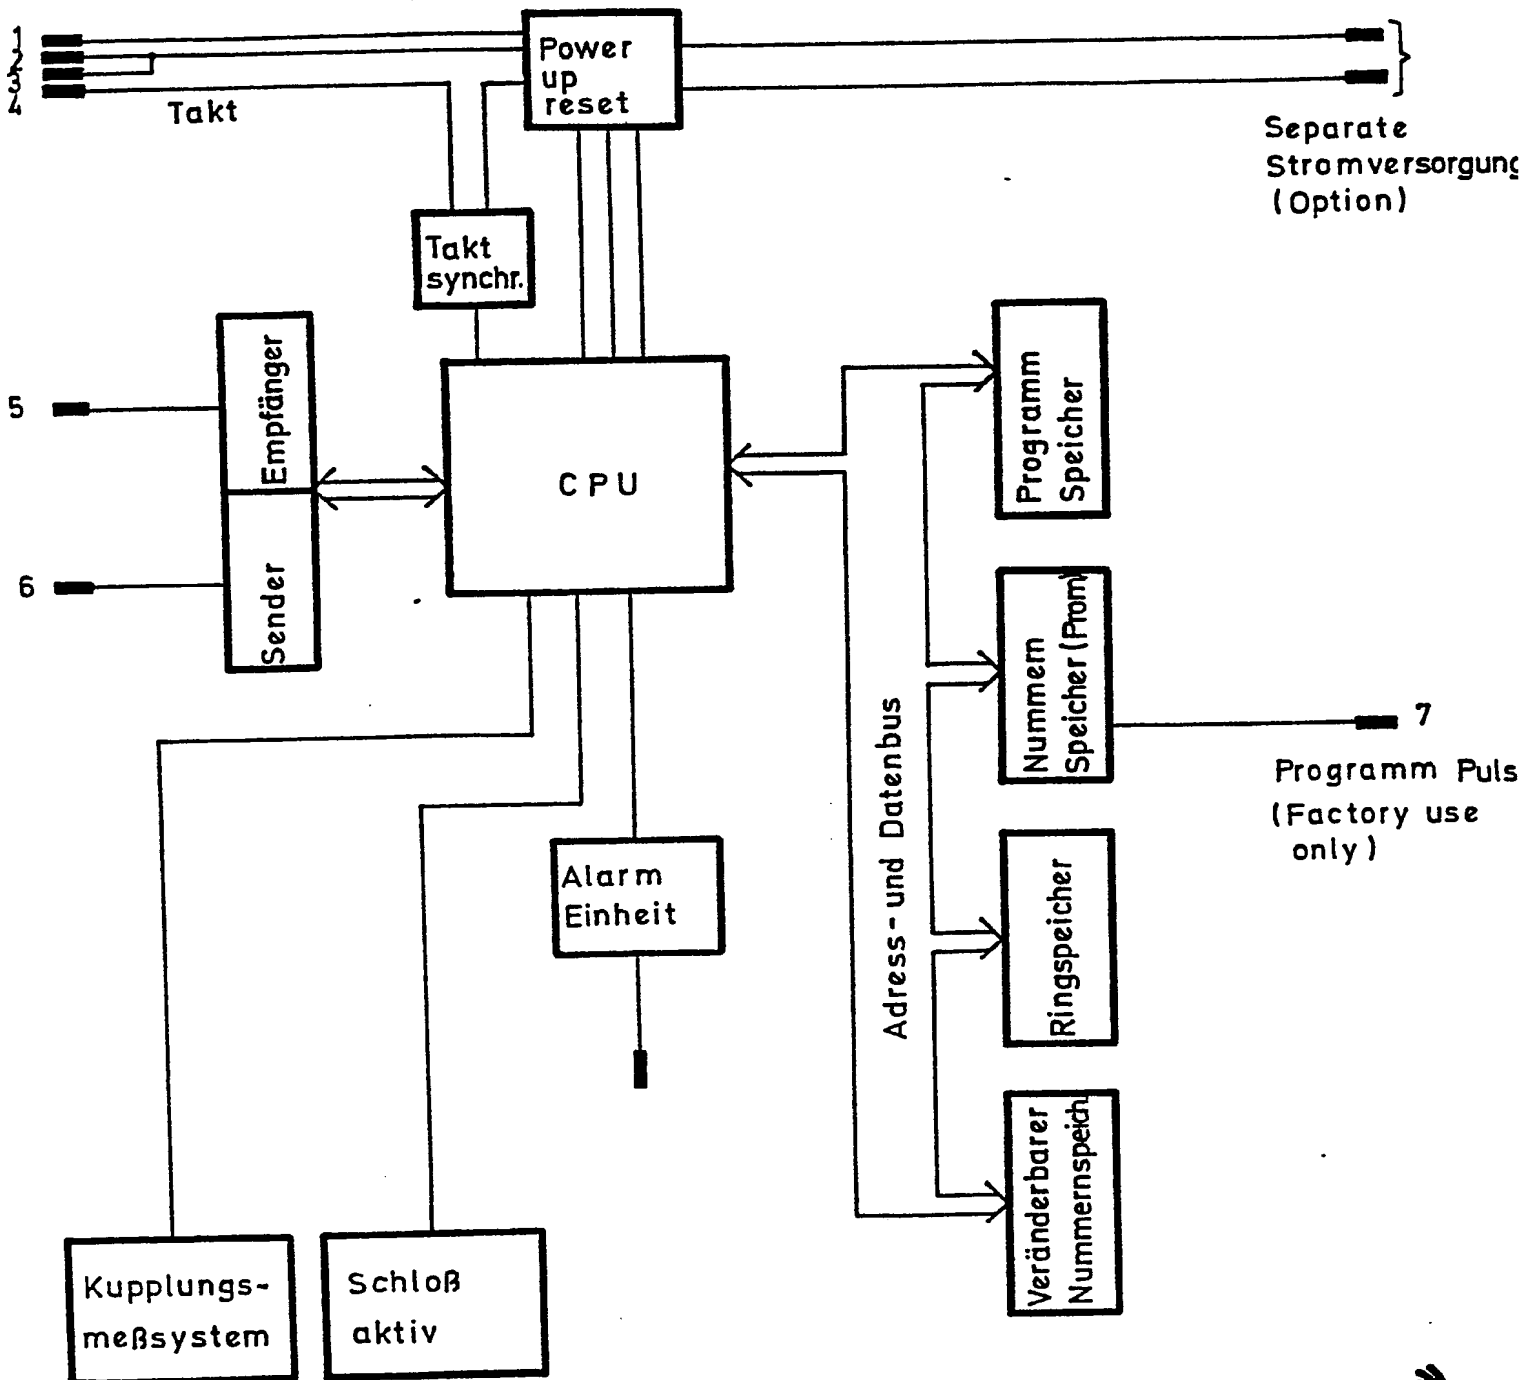 1
2
3
4
Takt
Power
up
reset
Separate
Stromversorgung
(Option)
Takt
synchr.
5
Empfänger
6
Sender
CPU
Programm
Speicher
Nummern
Speicher (Prom)
7
Programm Puls
(Factory use
only)
Adress- und Datenbus
Ringspeicher
Veränderbarer
Nummernspeich.
Alarm
Einheit
Kupplungs-
meßsystem
Schloß
aktiv